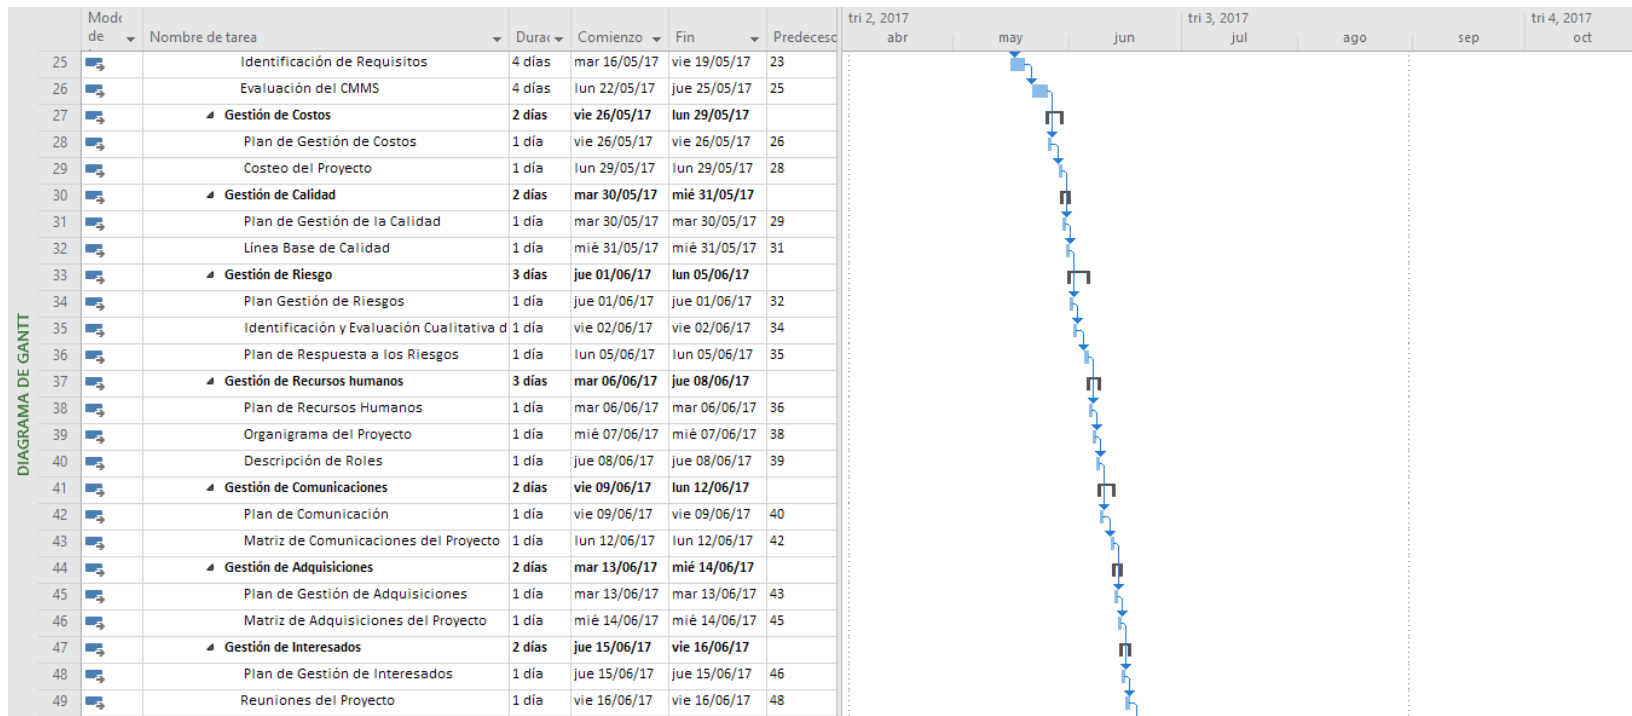 Modo de Nombre de tarea Durac Comienzo Fin Predecesc
tri 2, 2017 tri 3, 2017 tri 4, 2017
abr may jun jul ago sep oct
25 Identificación de Requisitos 4 días mar 16/05/17 vie 19/05/17 23
26 Evaluación del CMMS 4 días lun 22/05/17 jue 25/05/17 25
27 Gestión de Costos 2 días vie 26/05/17 lun 29/05/17
28 Plan de Gestión de Costos 1 día vie 26/05/17 vie 26/05/17 26
29 Costeo del Proyecto 1 día lun 29/05/17 lun 29/05/17 28
30 Gestión de Calidad 2 días mar 30/05/17 mié 31/05/17
31 Plan de Gestión de la Calidad 1 día mar 30/05/17 mar 30/05/17 29
32 Línea Base de Calidad 1 día mié 31/05/17 mié 31/05/17 31
33 Gestión de Riesgo 3 días jue 01/06/17 lun 05/06/17
34 Plan Gestión de Riesgos 1 día jue 01/06/17 jue 01/06/17 32
35 Identificación y Evaluación Cualitativa d 1 día vie 02/06/17 vie 02/06/17 34
36 Plan de Respuesta a los Riesgos 1 día lun 05/06/17 lun 05/06/17 35
37 Gestión de Recursos humanos 3 días mar 06/06/17 jue 08/06/17
38 Plan de Recursos Humanos 1 día mar 06/06/17 mar 06/06/17 36
39 Organigrama del Proyecto 1 día mié 07/06/17 mié 07/06/17 38
40 Descripción de Roles 1 día jue 08/06/17 jue 08/06/17 39
41 Gestión de Comunicaciones 2 días vie 09/06/17 lun 12/06/17
42 Plan de Comunicación 1 día vie 09/06/17 vie 09/06/17 40
43 Matriz de Comunicaciones del Proyecto 1 día lun 12/06/17 lun 12/06/17 42
44 Gestión de Adquisiciones 2 días mar 13/06/17 mié 14/06/17
45 Plan de Gestión de Adquisiciones 1 día mar 13/06/17 mar 13/06/17 43
46 Matriz de Adquisiciones del Proyecto 1 día mié 14/06/17 mié 14/06/17 45
47 Gestión de Interesados 2 días jue 15/06/17 vie 16/06/17
48 Plan de Gestión de Interesados 1 día jue 15/06/17 jue 15/06/17 46
49 Reuniones del Proyecto 1 día vie 16/06/17 vie 16/06/17 48
DIAGRAMA DE GANTT